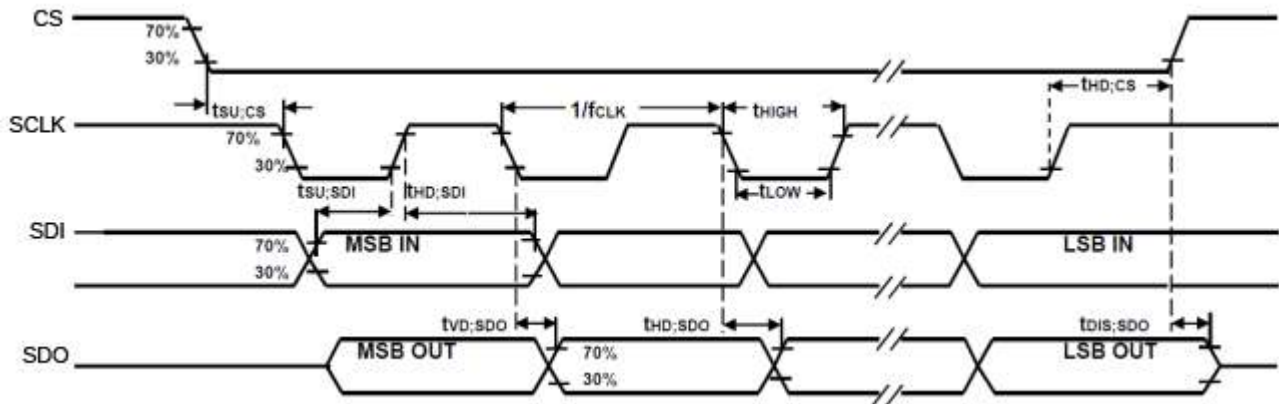 CS
70%
30%
tHD;CS
tSU;CS
1/fCLK
tHIGH
SCLK
70%
30%
tSU;SDI
tHD;SDI
tLOW
SDI
70%
MSB IN
LSB IN
30%
tVD;SDO
tHD;SDO
tDIS;SDO
SDO
MSB OUT
70%
LSB OUT
30%